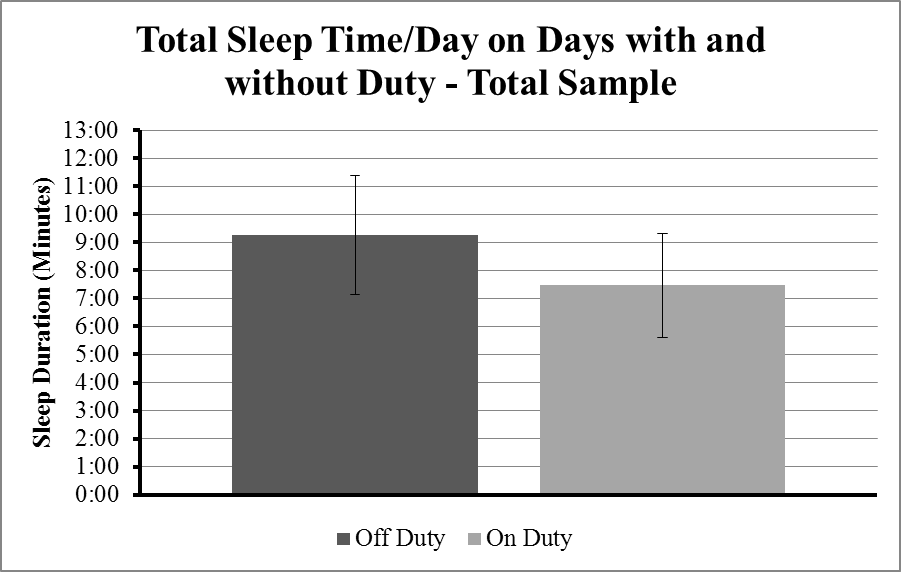 Total Sleep Time/Day on Days with and
without Duty - Total Sample
Sleep Duration (Minutes)
13:00
12:00
11:00
10:00
9:00
8:00
7:00
6:00
5:00
4:00
3:00
2:00
1:00
0:00
Off Duty
On Duty